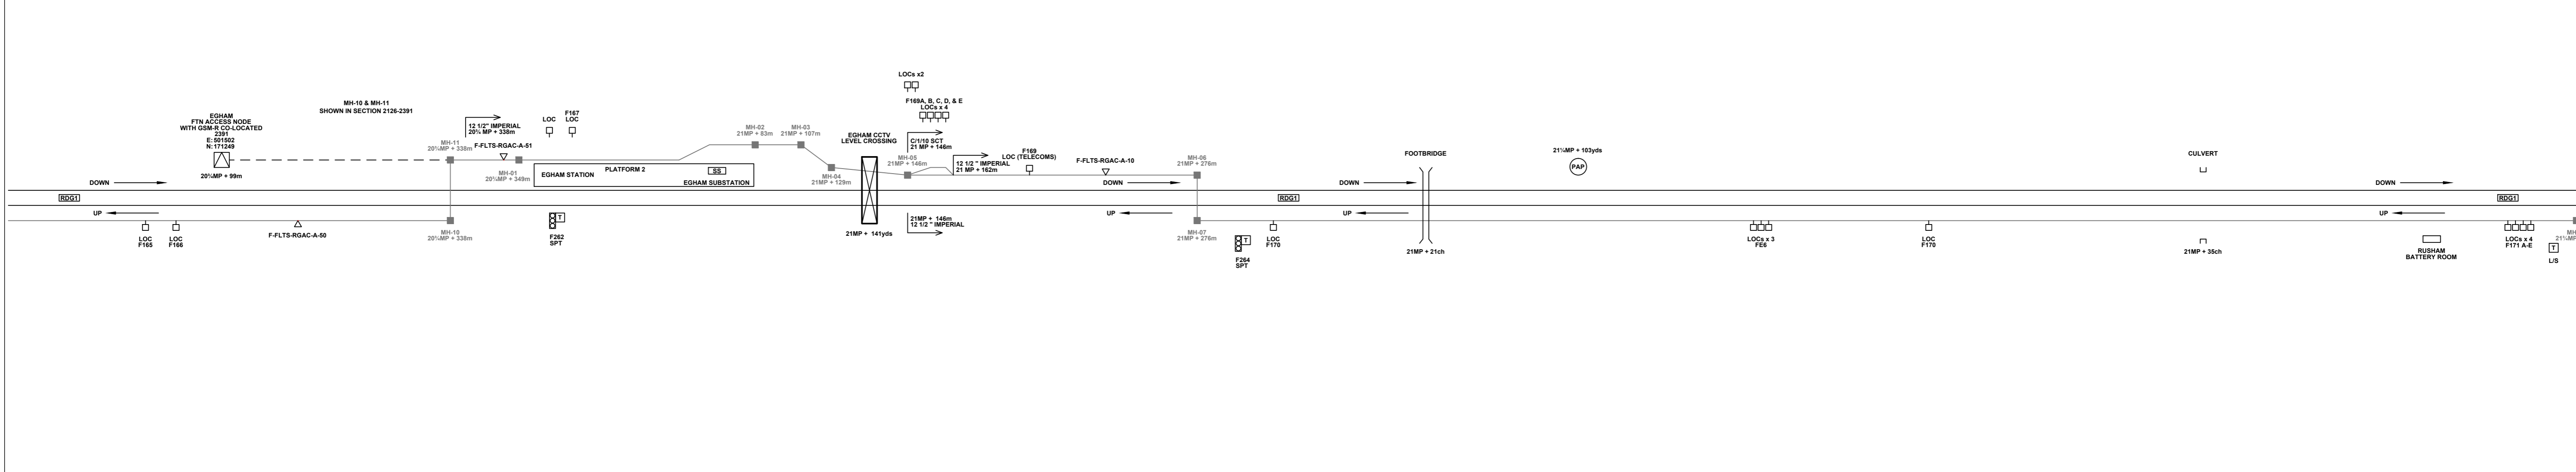 LOCs x2
MH-10 & MH-11
SHOWN IN SECTION 2126-2391
F169A, B, C, D, & E
LOCs x 4
EGHAM
FTN ACCESS NODE
WITH GSM-R CO-LOCATED
2391
E: 501502
N: 171249
20¾MP + 99m
12 1/2" IMPERIAL
20¾ MP + 338m
MH-11
20¾MP + 338m
F-FLTS-RGAC-A-51
LOC
F167
LOC
MH-01
20¾MP + 349m
MH-02
21MP + 83m
MH-03
21MP + 107m
EGHAM STATION
PLATFORM 2
SS
EGHAM SUBSTATION
MH-04
21MP + 129m
EGHAM CCTV
LEVEL CROSSING
C/1/10 SCT
21 MP + 146m
MH-05
21MP + 146m
12 1/2 " IMPERIAL
21 MP + 162m
F169
LOC (TELECOMS)
F-FLTS-RGAC-A-10
MH-06
21MP + 276m
FOOTBRIDGE
21¼MP + 103yds
PAP
CULVERT
DOWN
DOWN
DOWN
DOWN
RDG1
RDG1
RDG1
UP
UP
UP
UP
LOC
F165
LOC
F166
F-FLTS-RGAC-A-50
MH-10
20¾MP + 338m
T
F262
SPT
21MP + 141yds
21MP + 146m
12 1/2" IMPERIAL
MH-07
21MP + 276m
T
F264
SPT
LOC
F170
21MP + 21ch
LOCs x 3
FE6
LOC
F170
21MP + 35ch
RUSHAM
BATTERY ROOM
LOCs x 4
F171 A-E
T
L/S